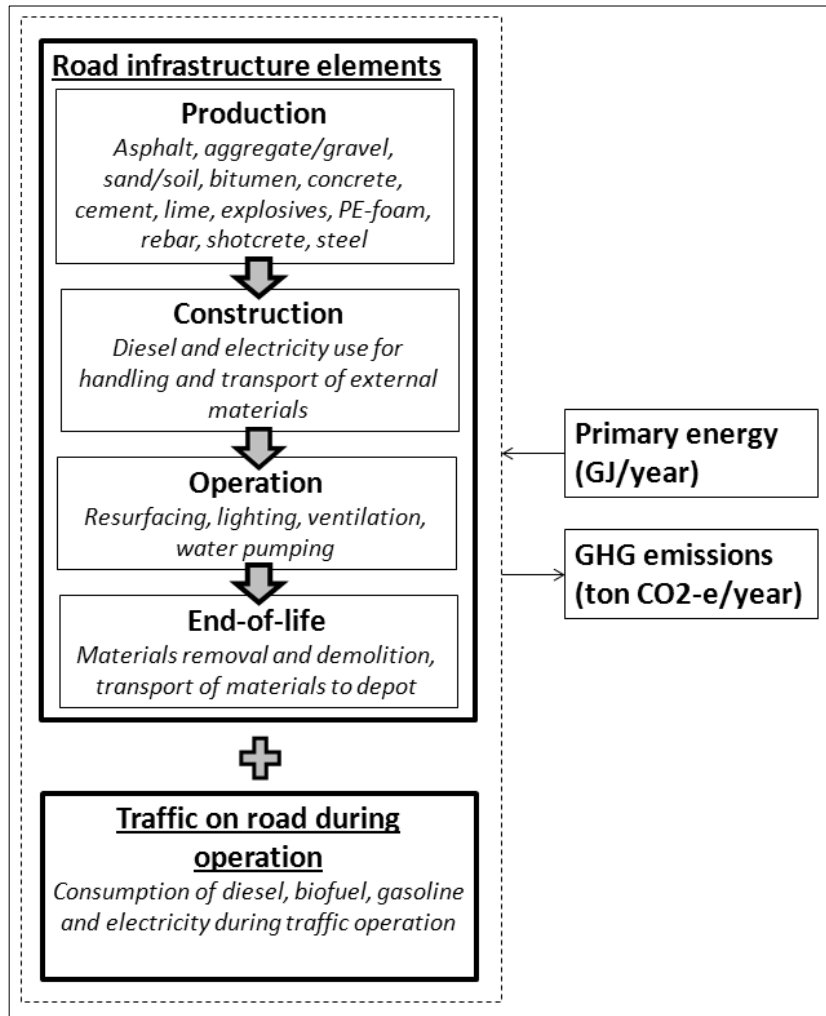 Road infrastructure elements
Production
Asphalt, aggregate/gravel,
sand/soil, bitumen, concrete,
cement, lime, explosives, PE-foam,
rebar, shotcrete, steel
Construction
Diesel and electricity use for
handling and transport of external
materials
Operation
Resurfacing, lighting, ventilation,
water pumping
End-of-life
Materials removal and demolition,
transport of materials to depot
Traffic on road during
operation
Consumption of diesel, biofuel, gasoline
and electricity during traffic operation
Primary energy
(GJ/year)
GHG emissions
(ton CO2-e/year)